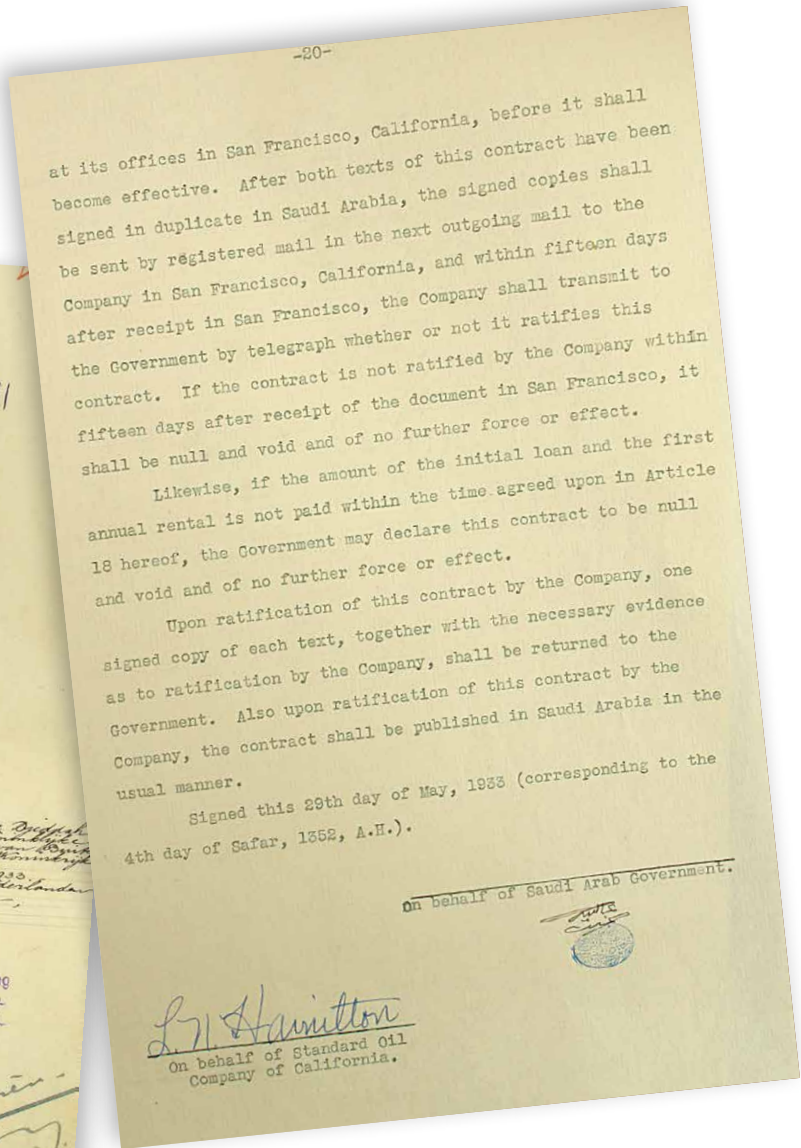 -20-
at its offices in San Francisco, California, before it shall
become effective. After both texts of this contract have been
signed in duplicate in Saudi Arabia, the signed copies shall
be sent by registered mail in the next outgoing mail to the
Company in San Francisco, California, and within fifteen days
after receipt in San Francisco, the Company shall transmit to
the Government by telegraph whether or not it ratifies this
contract. If the contract is not ratified by the Company within
fifteen days after receipt of the document in San Francisco, it
shall be null and void and of no further force or effect.
Likewise, if the amount of the initial loan and the first
annual rental is not paid within the time agreed upon in Article
18 hereof, the Government may declare this contract to be null
and void and of no further force or effect.
Upon ratification of this contract by the Company, one
signed copy of each text, together with the necessary evidence
as to ratification by the Company, shall be returned to the
Government. Also upon ratification of this contract by the
Company, the contract shall be published in Saudi Arabia in the
usual manner.
Signed this 29th day of May, 1933 (corresponding to the
4th day of Safar, 1352, A.H.).
On behalf of Saudi Arab Government.
L. N. Hamilton
On behalf of Standard Oil
Company of California.